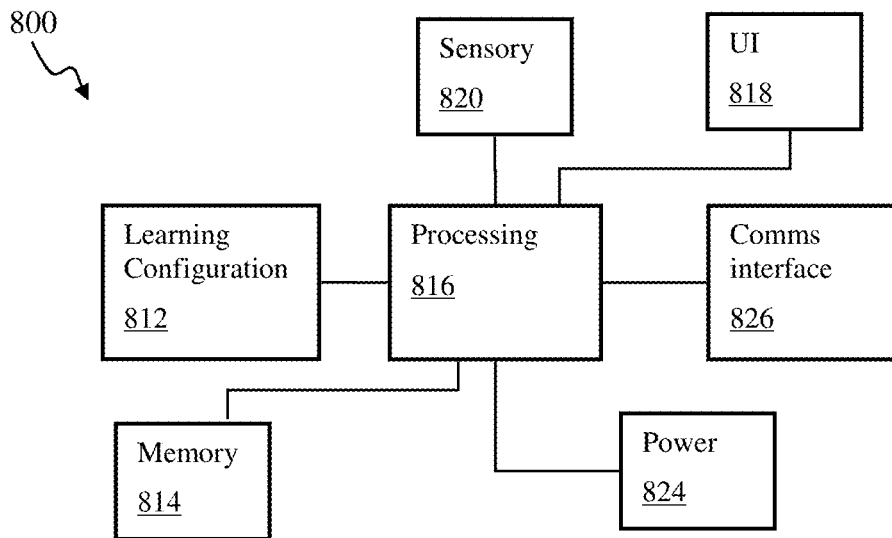 800
Sensory
820
UI
818
Learning
Configuration
812
Processing
816
Comms
interface
826
Memory
814
Power
824